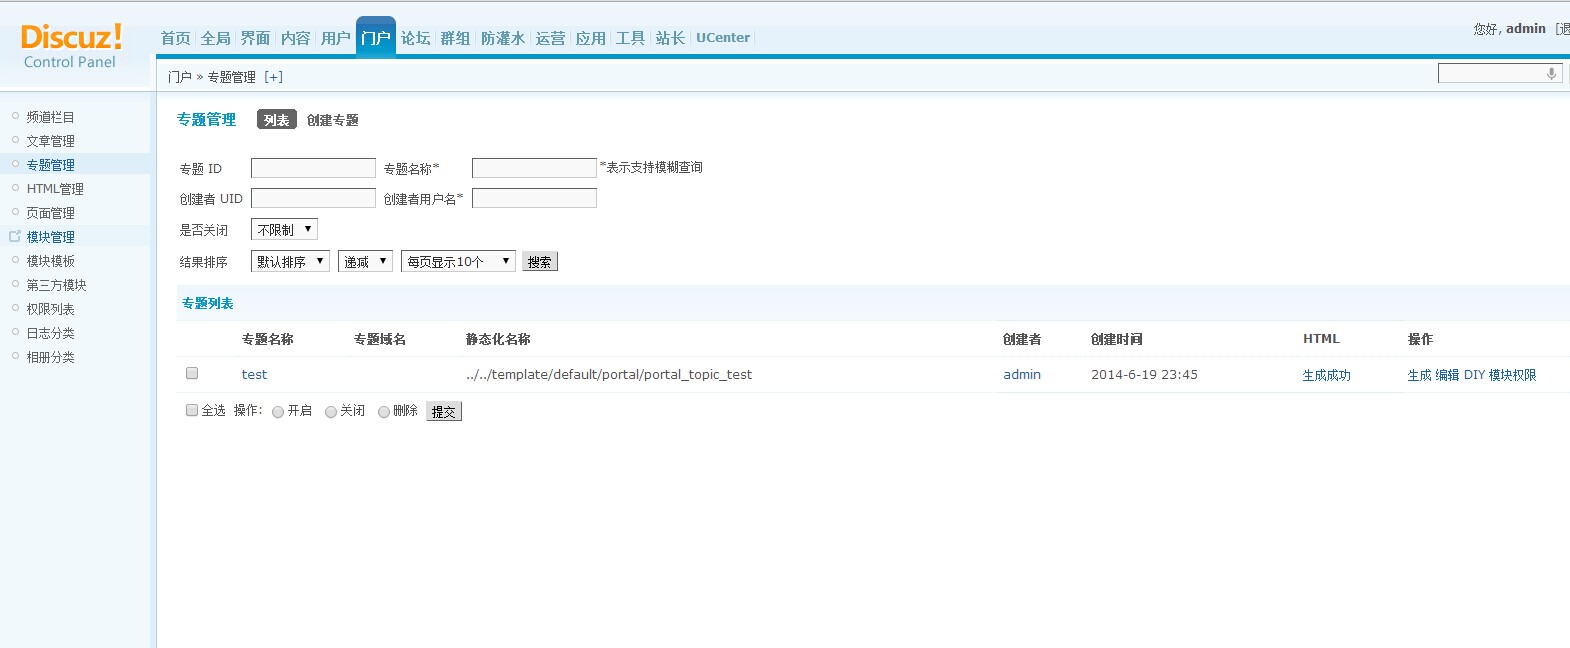 Discuz!
Control Panel
首页 全局 界面 内容 用户 门户 论坛 群组 防灌水 运营 应用 工具 站长 UCenter
您好, admin [退
门户 » 专题管理 [+]
频道栏目
文章管理
专题管理
HTML管理
页面管理
模块管理
模块模板
第三方模块
权限列表
日志分类
相册分类
专题管理 列表 创建专题
专题 ID 专题名称* *表示支持模糊查询
创建者 UID 创建者用户名*
是否关闭 不限制
结果排序 默认排序 递减 每页显示10个 搜索
专题列表
专题名称 专题域名 静态化名称 创建者 创建时间 HTML 操作
test ../../template/default/portal/portal_topic_test admin 2014-6-19 23:45 生成成功 生成 编辑 DIY 模块权限
全选 操作: 开启 关闭 删除 提交